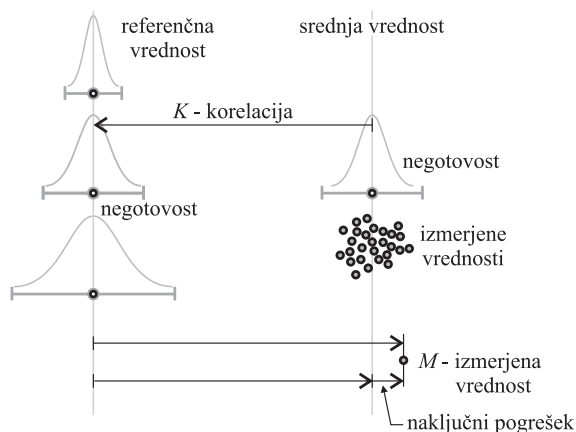 referenčna
vrednost
srednja vrednost
K - korelacija
negotovost
negotovost
izmerjene
vrednosti
M - izmerjena
vrednost
naključni pogrešek